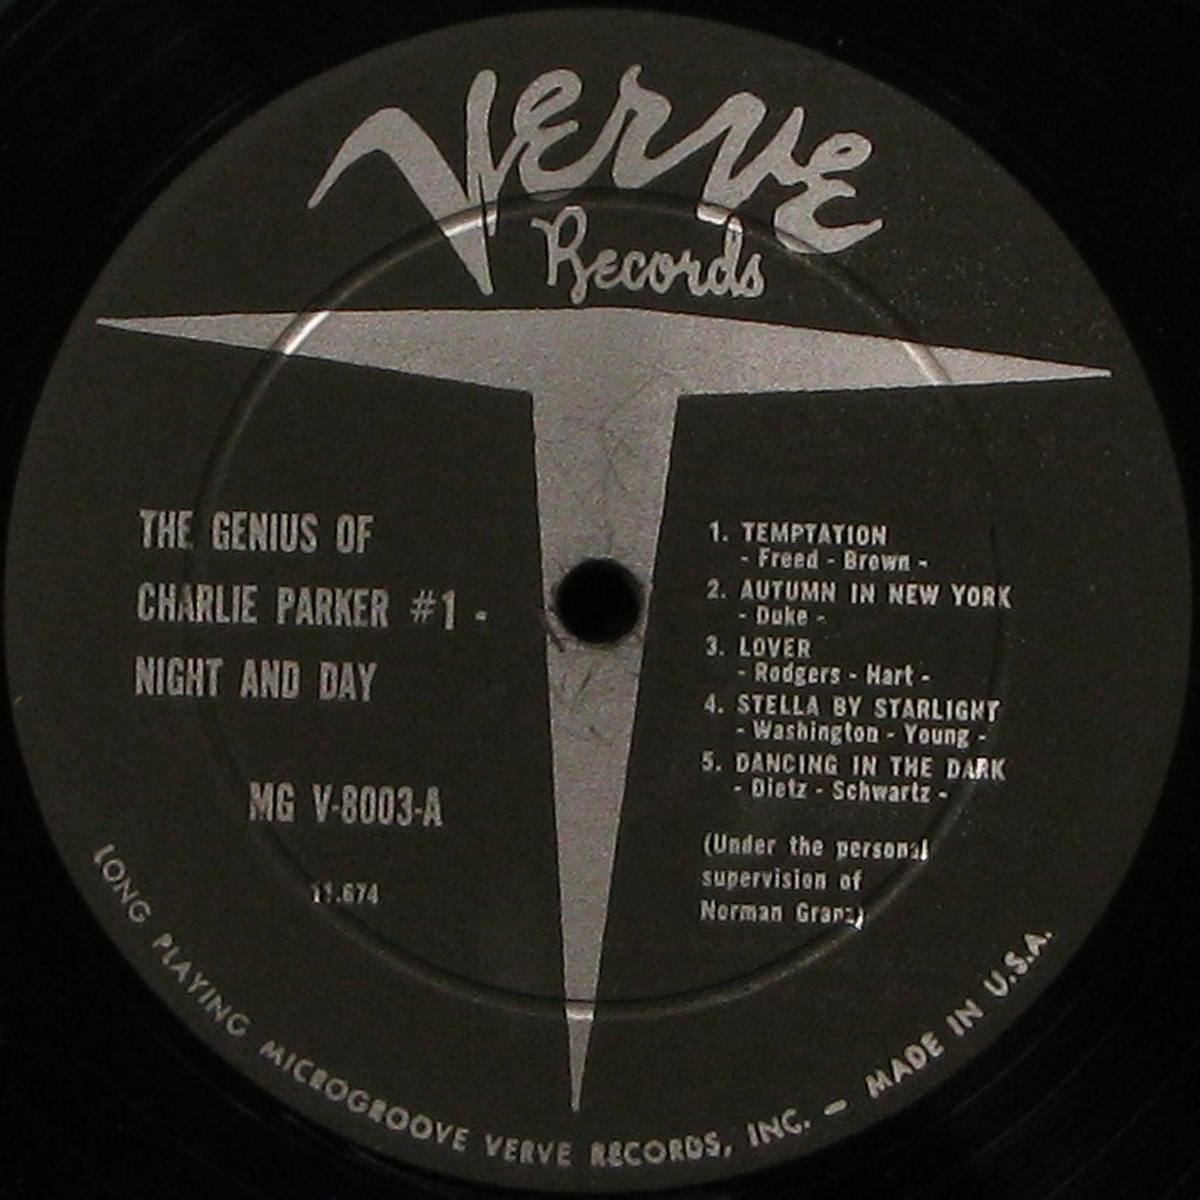 Verve
Records
THE GENIUS OF
CHARLIE PARKER #1 -
NIGHT AND DAY
MG V-8003-A
11.674
1. TEMPTATION
- Freed - Brown -
2. AUTUMN IN NEW YORK
- Duke -
3. LOVER
- Rodgers - Hart -
4. STELLA BY STARLIGHT
- Washington - Young -
5. DANCING IN THE DARK
- Dietz - Schwartz -
(Under the personal
supervision of
Norman Granz)
LONG PLAYING MICROGROOVE VERVE RECORDS, INC. - MADE IN U.S.A.